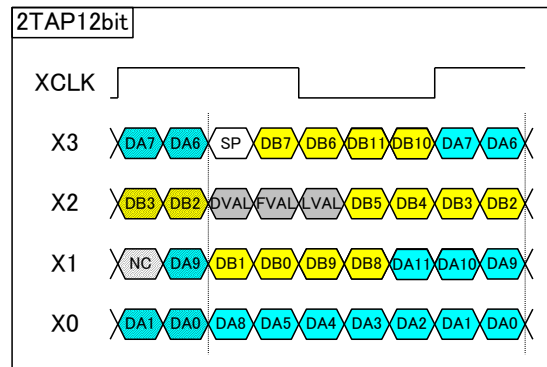 2TAP12bit
XCLK
X3 DA7 DA6 SP DB7 DB6 DB11 DB10 DA7 DA6
X2 DB3 DB2 DVAL FVAL LVAL DB5 DB4 DB3 DB2
X1 NC DA9 DB1 DB0 DB9 DB8 DA11 DA10 DA9
X0 DA1 DA0 DA8 DA5 DA4 DA3 DA2 DA1 DA0